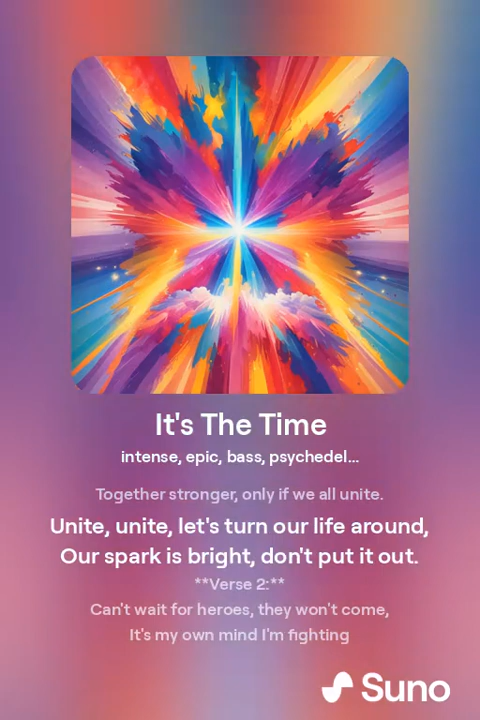 It's The Time
intense, epic, bass, psychedel...
Together stronger, only if we all unite.
Unite, unite, let's turn our life around,
Our spark is bright, don't put it out.
**Verse 2:**
Can't wait for heroes, they won't come,
It's my own mind I'm fighting
Suno